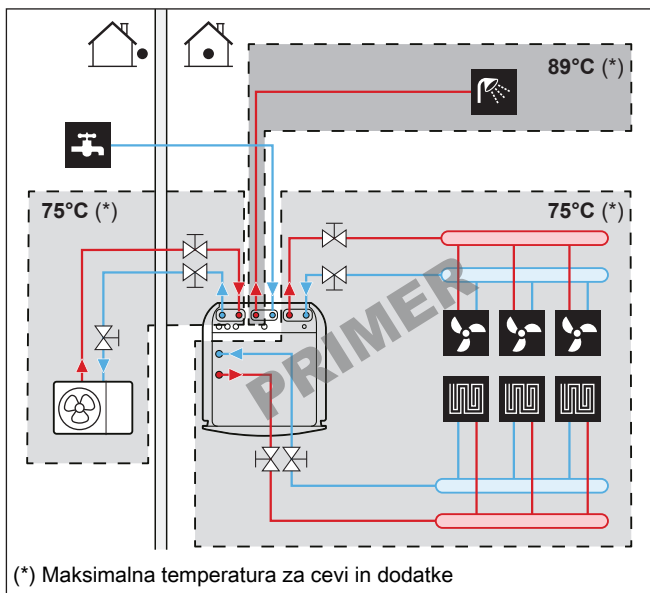 89°C (*)
75°C (*)
75°C (*)
PRIMER
(*) Maksimalna temperatura za cevi in dodatke